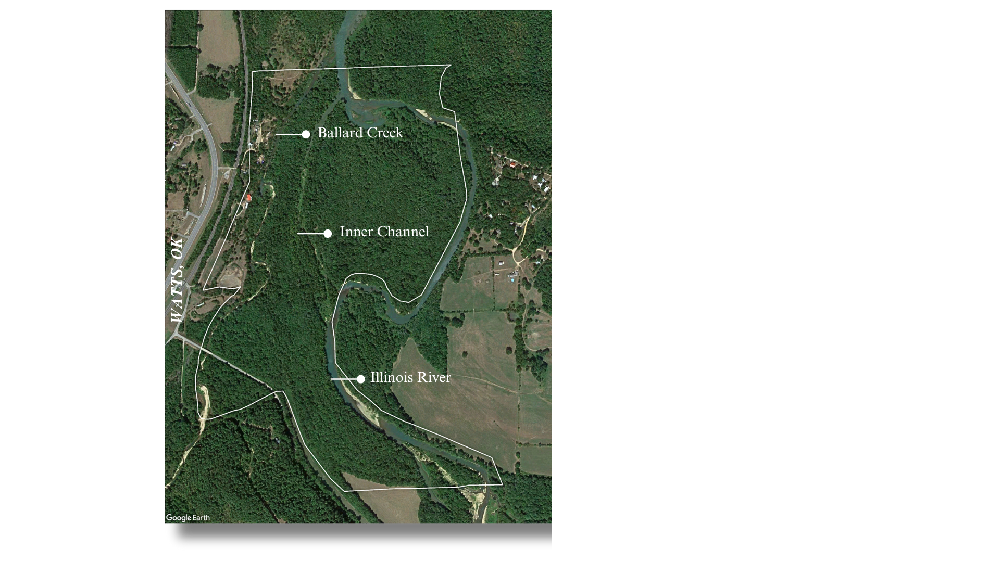 Ballard Creek
Inner Channel
WATTS, OK
Illinois River
Google Earth